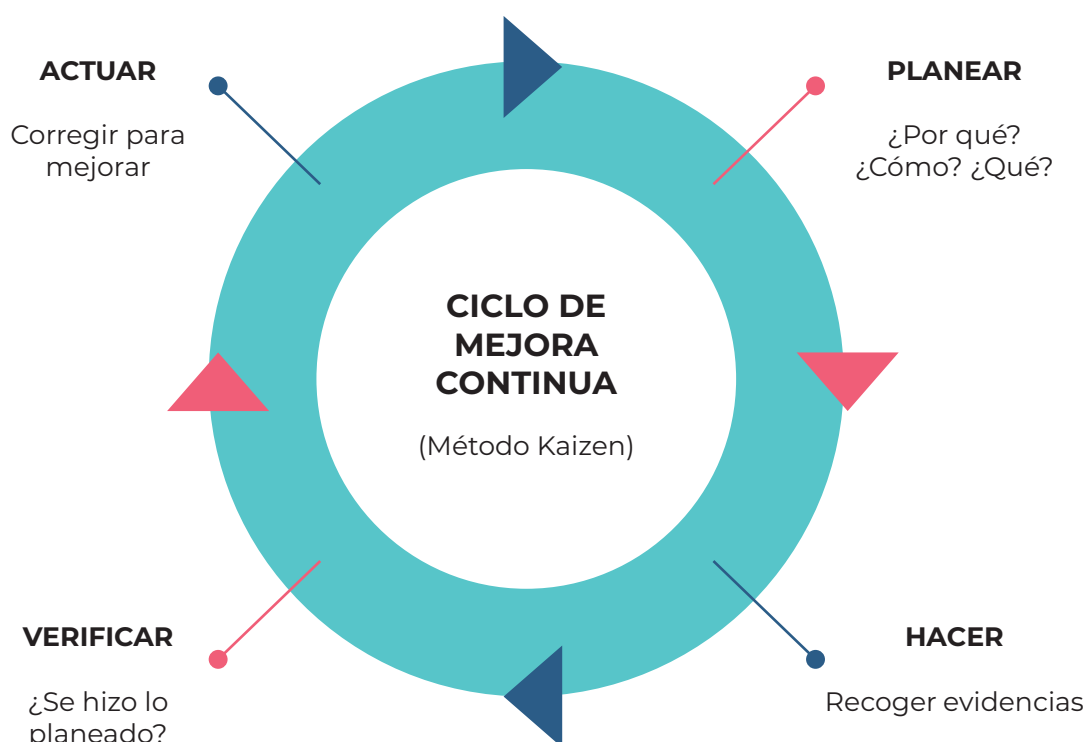 ACTUAR
Corregir para
mejorar
PLANEAR
¿Por qué?
¿Cómo? ¿Qué?
CICLO DE
MEJORA
CONTINUA
(Método Kaizen)
VERIFICAR
¿Se hizo lo
planeado?
HACER
Recoger evidencias